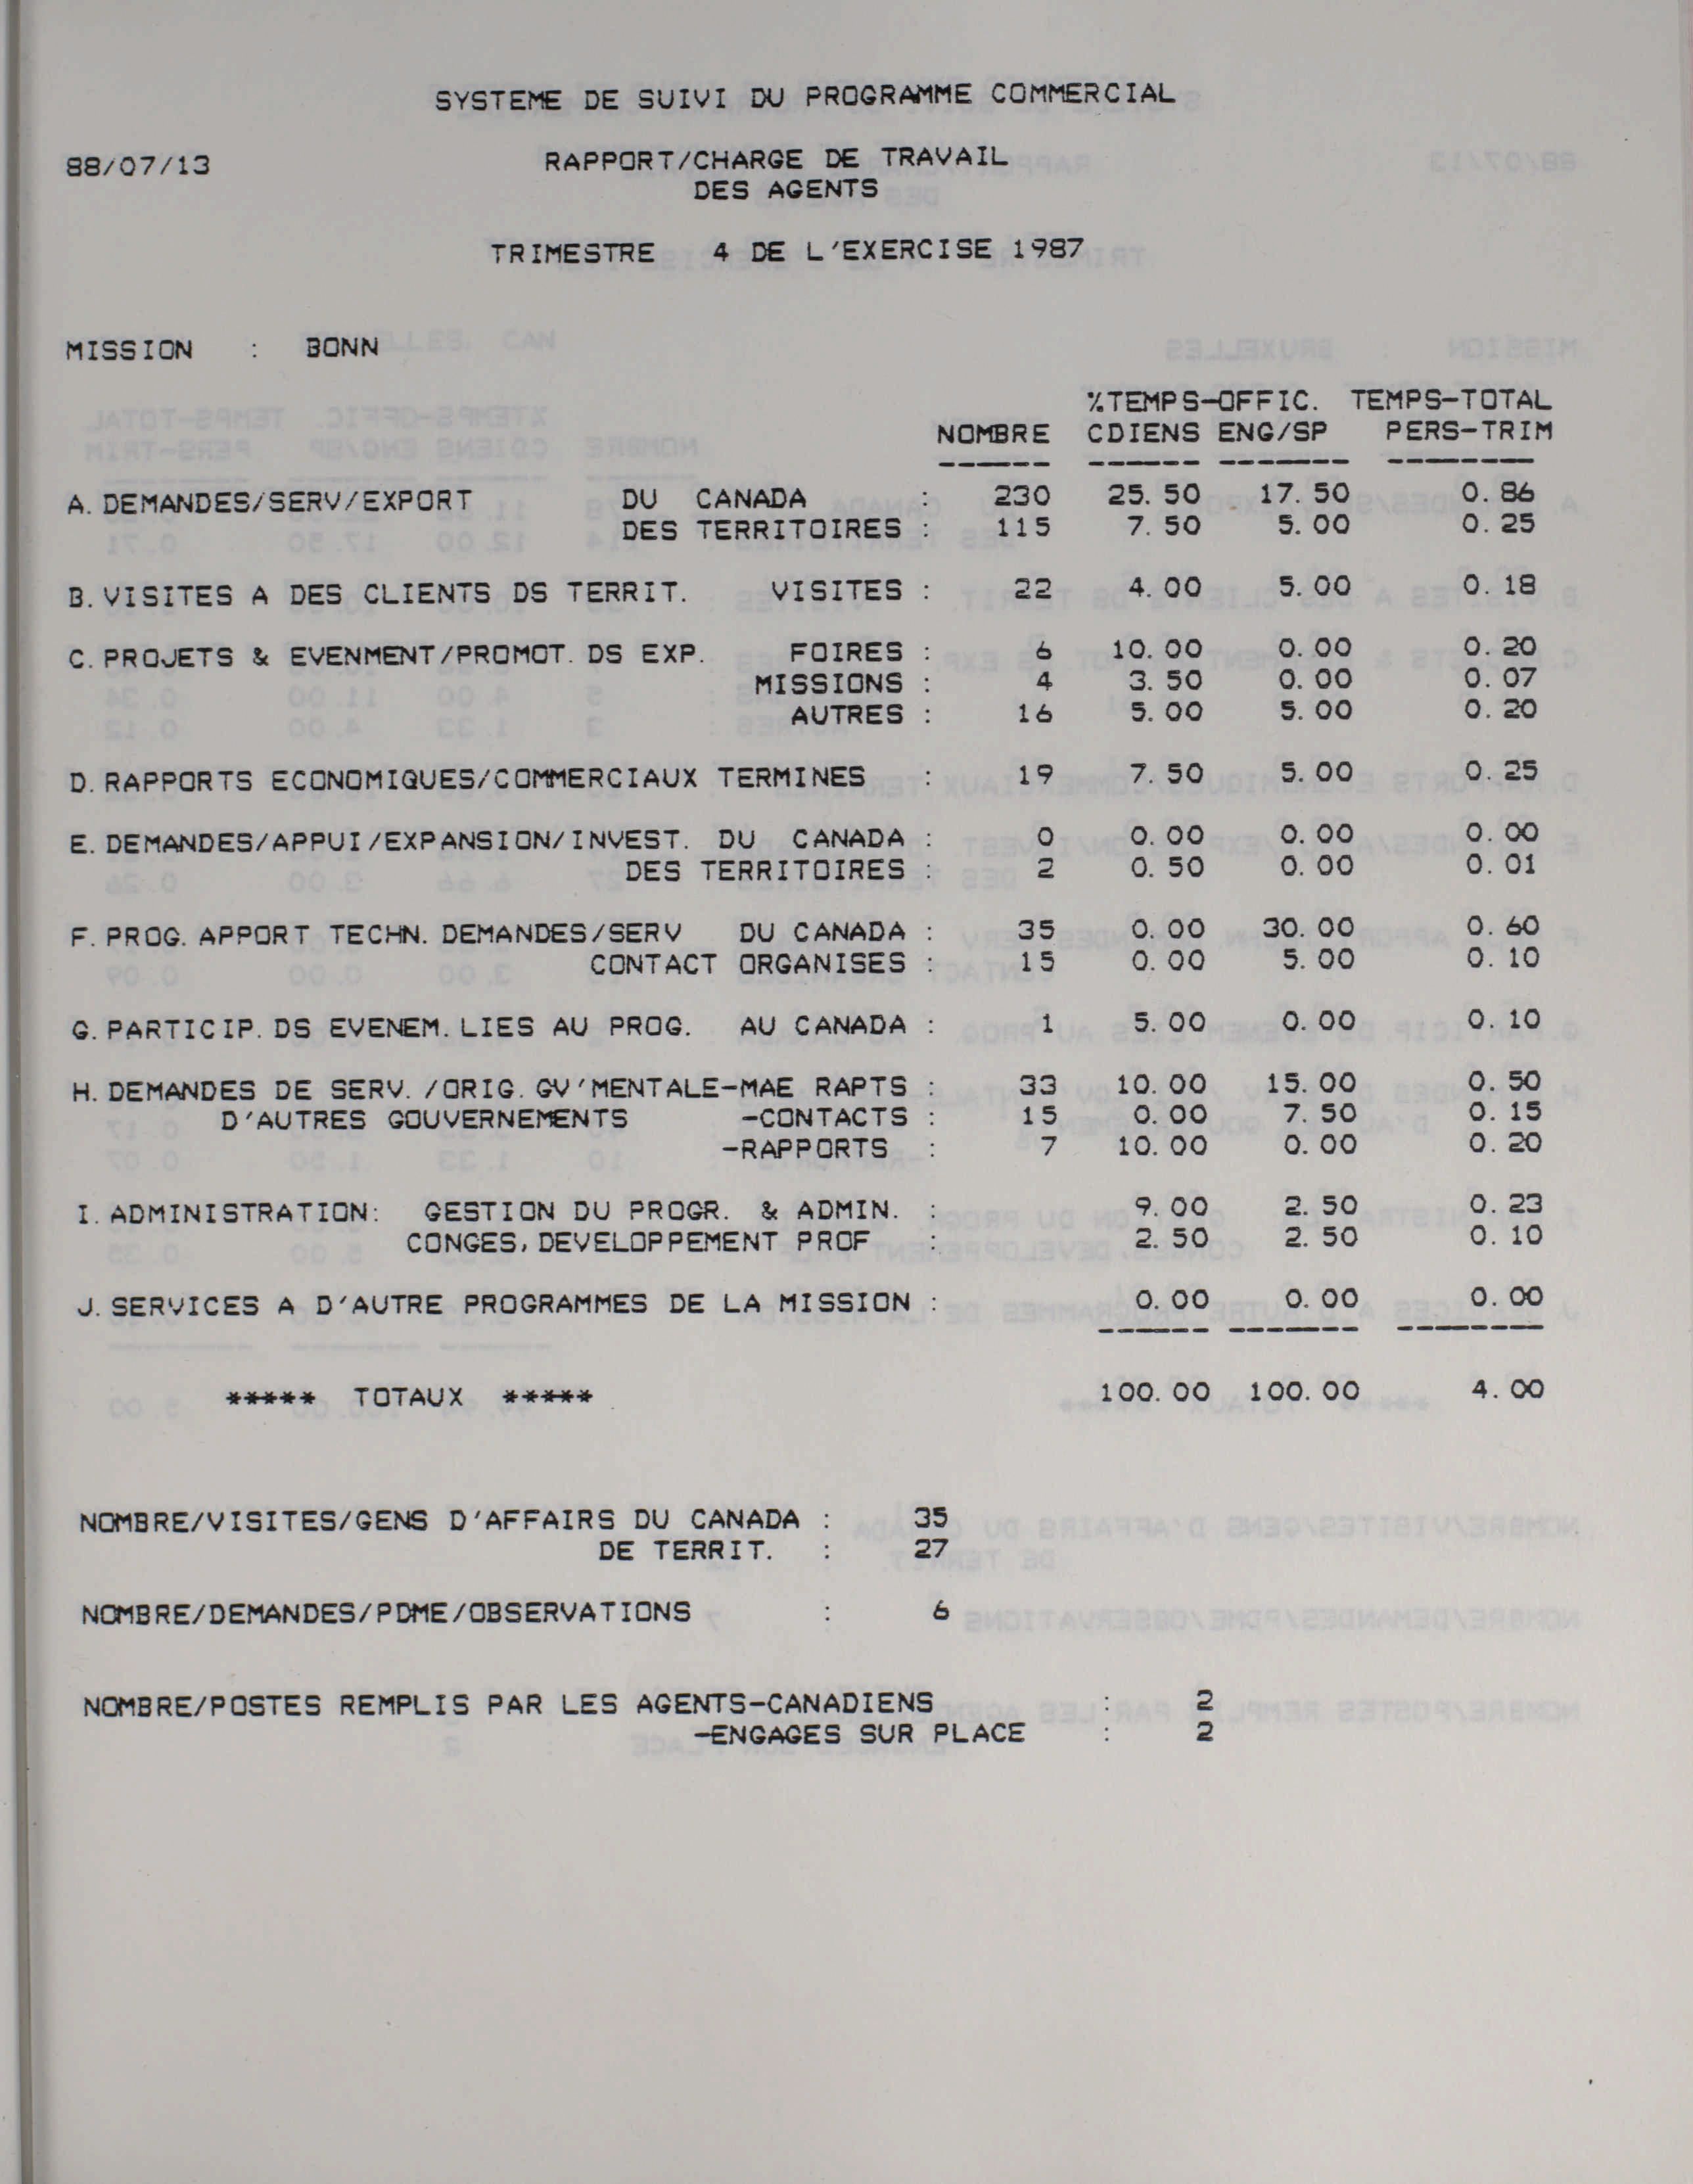 SYSTEME DE SUIVI DU PROGRAMME COMMERCIAL
88/07/13 RAPPORT/CHARGE DE TRAVAIL
DES AGENTS
TRIMESTRE 4 DE L'EXERCISE 1987
MISSION : BONN
%TEMPS-OFFIC. TEMPS-TOTAL
NOMBRE CDIENS ENG/SP PERS-TRIM
------ ------ ------- --------
A. DEMANDES/SERV/EXPORT DU CANADA : 230 25.50 17.50 0.86
DES TERRITOIRES : 115 7.50 5.00 0.25
B. VISITES A DES CLIENTS DS TERRIT. VISITES : 22 4.00 5.00 0.18
C. PROJETS & EVENMENT/PROMOT. DS EXP. FOIRES : 6 10.00 0.00 0.20
MISSIONS : 4 3.50 0.00 0.07
AUTRES : 16 5.00 5.00 0.20
D. RAPPORTS ECONOMIQUES/COMMERCIAUX TERMINES : 19 7.50 5.00 0.25
E. DEMANDES/APPUI/EXPANSION/INVEST. DU CANADA : 0 0.00 0.00 0.00
DES TERRITOIRES : 2 0.50 0.00 0.01
F. PROG. APPORT TECHN. DEMANDES/SERV DU CANADA : 35 0.00 30.00 0.60
CONTACT ORGANISES : 15 0.00 5.00 0.10
G. PARTICIP. DS EVENEM. LIES AU PROG. AU CANADA : 1 5.00 0.00 0.10
H. DEMANDES DE SERV. /ORIG. GV'MENTALE-MAE RAPTS : 33 10.00 15.00 0.50
D'AUTRES GOUVERNEMENTS -CONTACTS : 15 0.00 7.50 0.15
-RAPPORTS : 7 10.00 0.00 0.20
I. ADMINISTRATION: GESTION DU PROGR. & ADMIN. : 9.00 2.50 0.23
CONGES, DEVELOPPEMENT PROF : 2.50 2.50 0.10
J. SERVICES A D'AUTRE PROGRAMMES DE LA MISSION : 0.00 0.00 0.00
------ ------- --------
***** TOTAUX ***** 100.00 100.00 4.00
NOMBRE/VISITES/GENS D'AFFAIRS DU CANADA : 35
DE TERRIT. : 27
NOMBRE/DEMANDES/PDME/OBSERVATIONS : 6
NOMBRE/POSTES REMPLIS PAR LES AGENTS-CANADIENS : 2
-ENGAGES SUR PLACE : 2